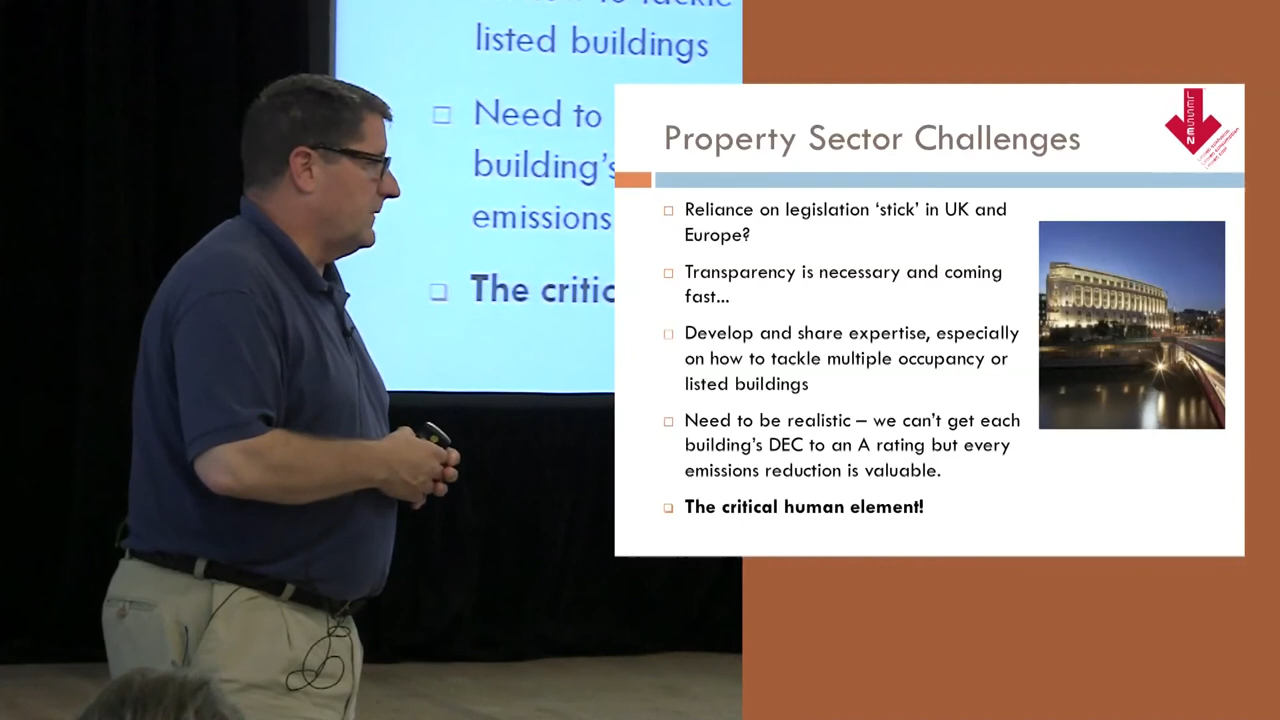 listed buildings
Need to
building's
emissions
The critic
Property Sector Challenges
LESSEN
Reliance on legislation ‘stick’ in UK and
Europe?
Transparency is necessary and coming
fast...
Develop and share expertise, especially
on how to tackle multiple occupancy or
listed buildings
Need to be realistic – we can’t get each
building’s DEC to an A rating but every
emissions reduction is valuable.
The critical human element!